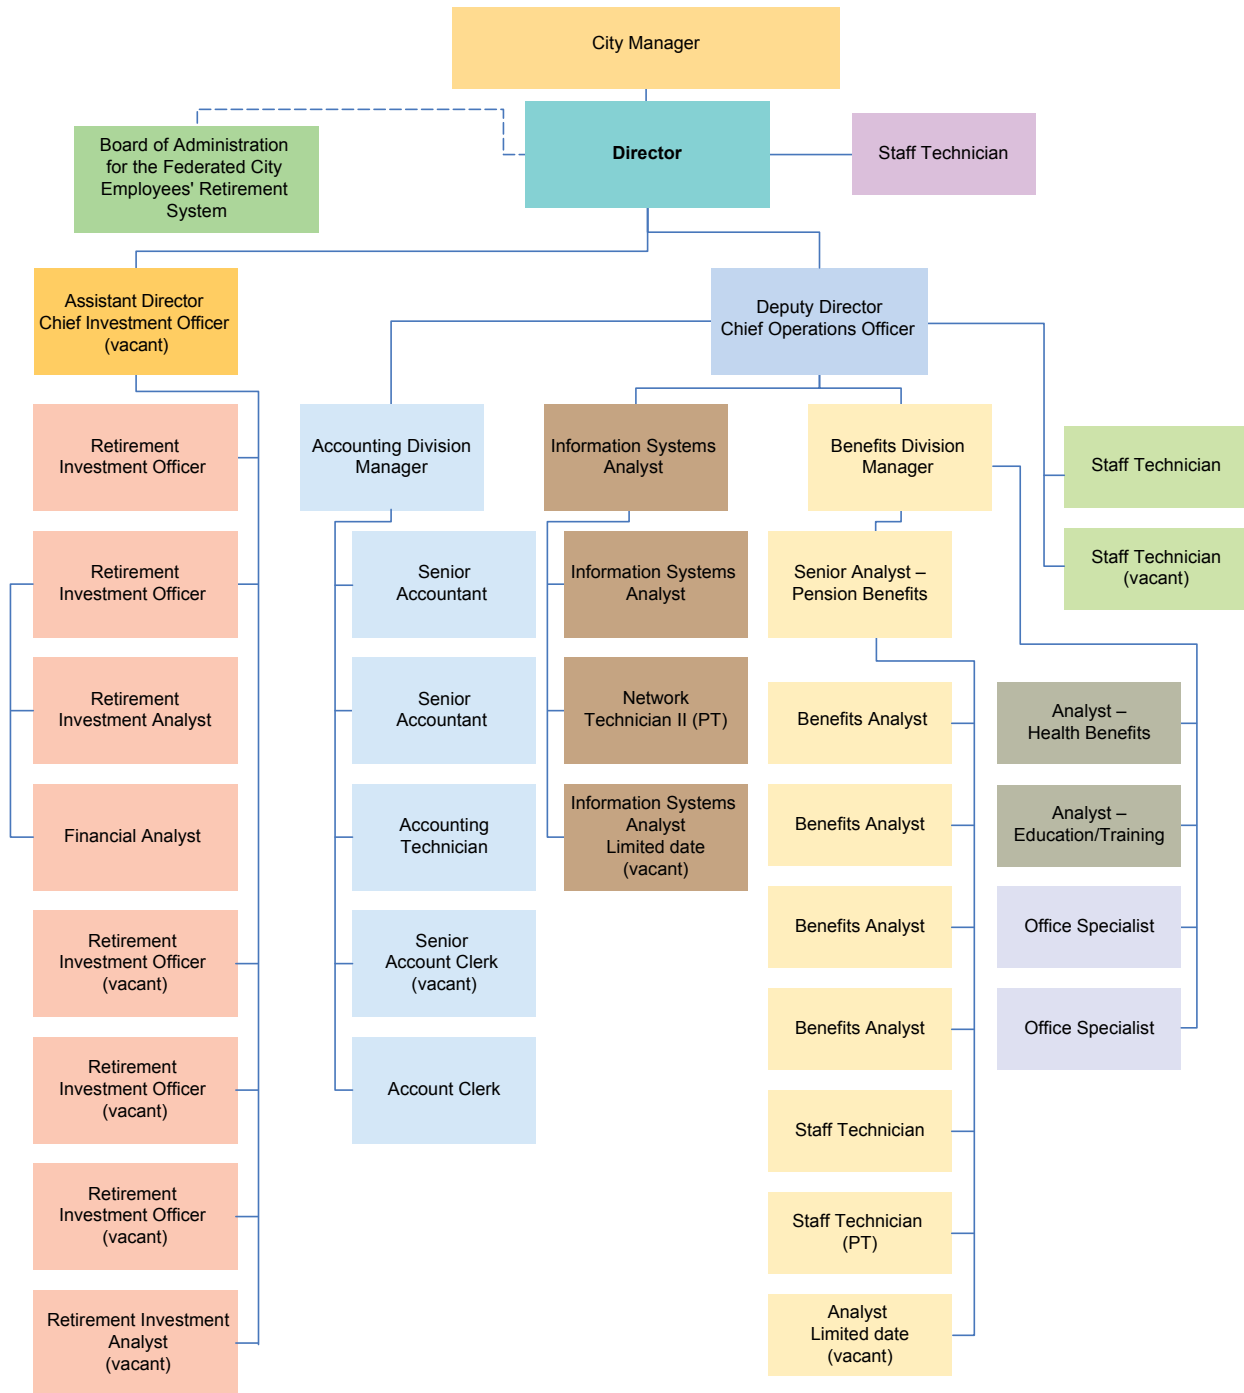 City Manager
Board of Administration
for the Federated City
Employees' Retirement
System
Director
Staff Technician
Assistant Director
Chief Investment Officer
(vacant)
Deputy Director
Chief Operations Officer
Retirement
Investment Officer
Retirement
Investment Officer
Retirement
Investment Analyst
Financial Analyst
Retirement
Investment Officer
(vacant)
Retirement
Investment Officer
(vacant)
Retirement
Investment Officer
(vacant)
Retirement Investment
Analyst
(vacant)
Accounting Division
Manager
Senior
Accountant
Senior
Accountant
Accounting
Technician
Senior
Account Clerk
(vacant)
Account Clerk
Information Systems
Analyst
Information Systems
Analyst
Network
Technician II (PT)
Information Systems
Analyst
Limited date
(vacant)
Benefits Division
Manager
Senior Analyst –
Pension Benefits
Benefits Analyst
Benefits Analyst
Benefits Analyst
Benefits Analyst
Staff Technician
Staff Technician
(PT)
Analyst
Limited date
(vacant)
Analyst –
Health Benefits
Analyst –
Education/Training
Office Specialist
Office Specialist
Staff Technician
Staff Technician
(vacant)